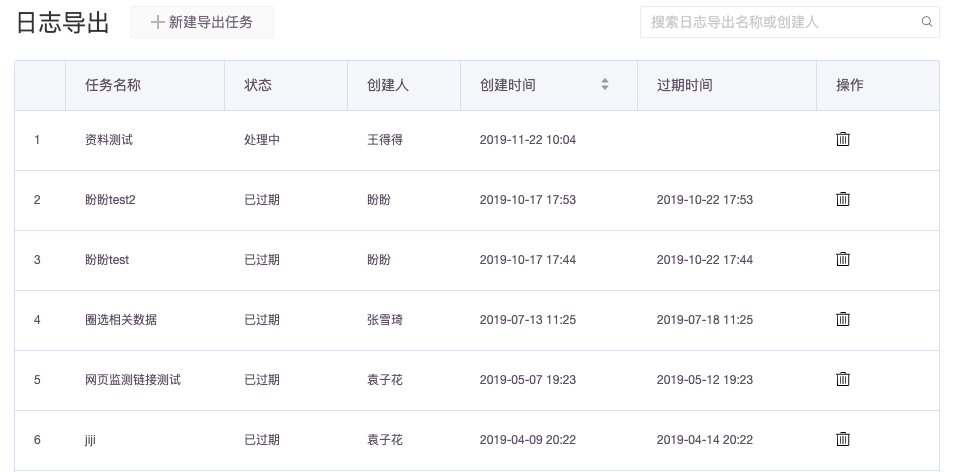 日志导出 新建导出任务 搜索日志导出名称或创建人
任务名称 状态 创建人 创建时间 过期时间 操作
1 资料测试 处理中 王得得 2019-11-22 10:04
2 盼盼test2 已过期 盼盼 2019-10-17 17:53 2019-10-22 17:53
3 盼盼test 已过期 盼盼 2019-10-17 17:44 2019-10-22 17:44
4 圈选相关数据 已过期 张雪琦 2019-07-13 11:25 2019-07-18 11:25
5 网页监测链接测试 已过期 袁子花 2019-05-07 19:23 2019-05-12 19:23
6 jiji 已过期 袁子花 2019-04-09 20:22 2019-04-14 20:22